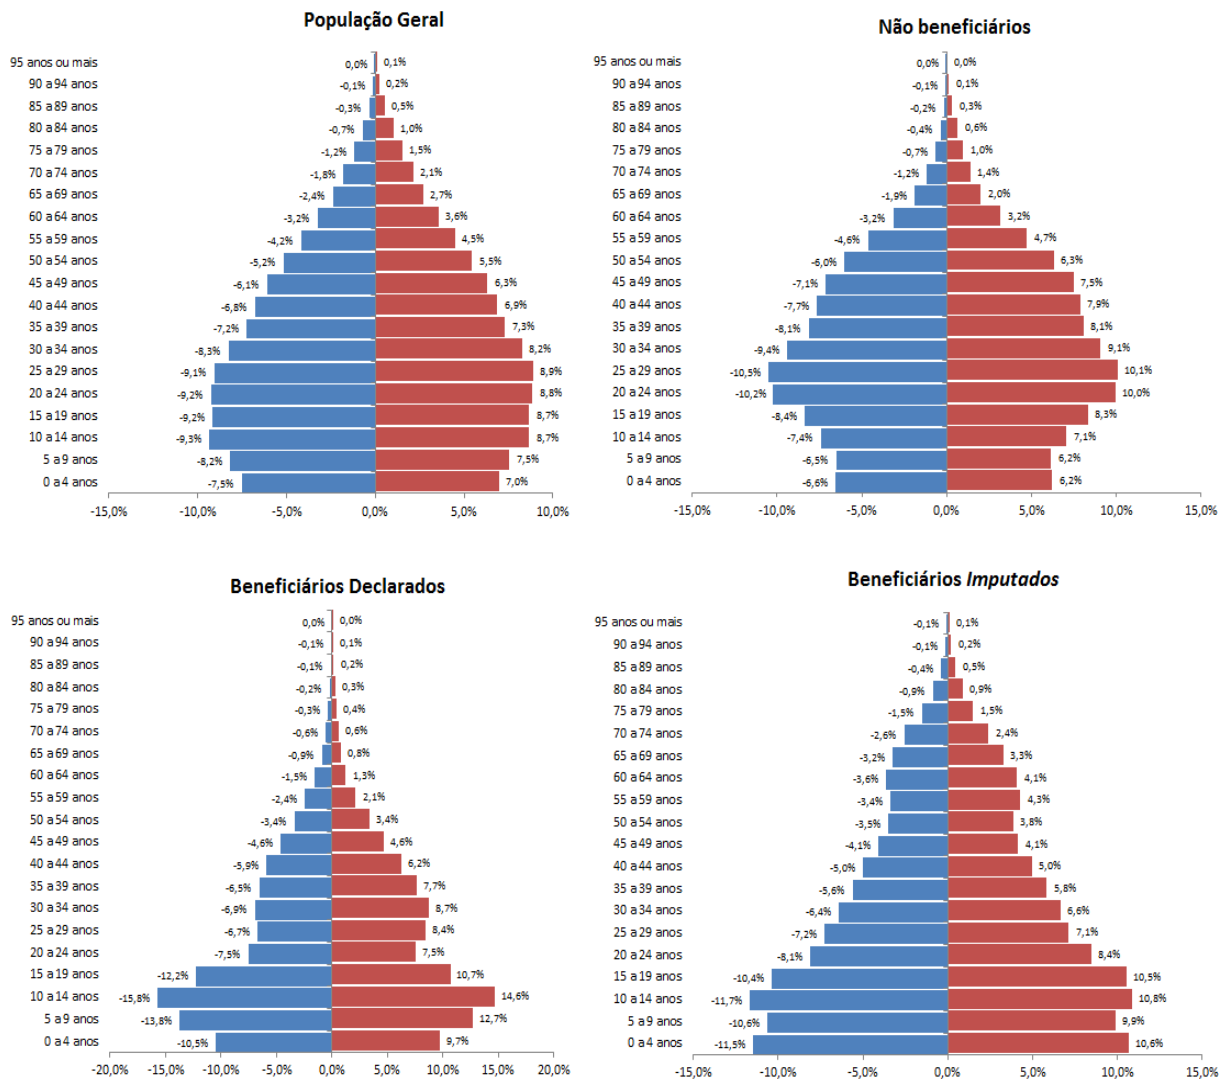 População Geral
95 anos ou mais 0,0% 0,1%
90 a 94 anos -0,1% 0,2%
85 a 89 anos -0,3% 0,5%
80 a 84 anos -0,7% 1,0%
75 a 79 anos -1,2% 1,5%
70 a 74 anos -1,8% 2,1%
65 a 69 anos -2,4% 2,7%
60 a 64 anos -3,2% 3,6%
55 a 59 anos -4,2% 4,5%
50 a 54 anos -5,2% 5,5%
45 a 49 anos -6,1% 6,3%
40 a 44 anos -6,8% 6,9%
35 a 39 anos -7,2% 7,3%
30 a 34 anos -8,3% 8,2%
25 a 29 anos -9,1% 8,9%
20 a 24 anos -9,2% 8,8%
15 a 19 anos -9,2% 8,7%
10 a 14 anos -9,3% 8,7%
5 a 9 anos -8,2% 7,5%
0 a 4 anos -7,5% 7,0%
-15,0% -10,0% -5,0% 0,0% 5,0% 10,0%
Não beneficiários
95 anos ou mais 0,0% 0,0%
90 a 94 anos -0,1% 0,1%
85 a 89 anos -0,2% 0,3%
80 a 84 anos -0,4% 0,6%
75 a 79 anos -0,7% 1,0%
70 a 74 anos -1,2% 1,4%
65 a 69 anos -1,9% 2,0%
60 a 64 anos -3,2% 3,2%
55 a 59 anos -4,6% 4,7%
50 a 54 anos -6,0% 6,3%
45 a 49 anos -7,1% 7,5%
40 a 44 anos -7,7% 7,9%
35 a 39 anos -8,1% 8,1%
30 a 34 anos -9,4% 9,1%
25 a 29 anos -10,5% 10,1%
20 a 24 anos -10,2% 10,0%
15 a 19 anos -8,4% 8,3%
10 a 14 anos -7,4% 7,1%
5 a 9 anos -6,5% 6,2%
0 a 4 anos -6,6% 6,2%
-15,0% -10,0% -5,0% 0,0% 5,0% 10,0% 15,0%
Beneficiários Declarados
95 anos ou mais 0,0% 0,0%
90 a 94 anos -0,1% 0,1%
85 a 89 anos -0,1% 0,2%
80 a 84 anos -0,2% 0,3%
75 a 79 anos -0,3% 0,4%
70 a 74 anos -0,6% 0,6%
65 a 69 anos -0,9% 0,8%
60 a 64 anos -1,5% 1,3%
55 a 59 anos -2,4% 2,1%
50 a 54 anos -3,4% 3,4%
45 a 49 anos -4,6% 4,6%
40 a 44 anos -5,9% 6,2%
35 a 39 anos -6,5% 7,7%
30 a 34 anos -6,9% 8,7%
25 a 29 anos -6,7% 8,4%
20 a 24 anos -7,5% 7,5%
15 a 19 anos -12,2% 10,7%
10 a 14 anos -15,8% 14,6%
5 a 9 anos -13,8% 12,7%
0 a 4 anos -10,5% 9,7%
-20,0% -15,0% -10,0% -5,0% 0,0% 5,0% 10,0% 15,0% 20,0%
Beneficiários Imputados
95 anos ou mais -0,1% 0,1%
90 a 94 anos -0,1% 0,2%
85 a 89 anos -0,4% 0,5%
80 a 84 anos -0,9% 0,9%
75 a 79 anos -1,5% 1,5%
70 a 74 anos -2,6% 2,4%
65 a 69 anos -3,2% 3,3%
60 a 64 anos -3,6% 4,1%
55 a 59 anos -3,4% 4,3%
50 a 54 anos -3,5% 3,8%
45 a 49 anos -4,1% 4,1%
40 a 44 anos -5,0% 5,0%
35 a 39 anos -5,6% 5,8%
30 a 34 anos -6,4% 6,6%
25 a 29 anos -7,2% 7,1%
20 a 24 anos -8,1% 8,4%
15 a 19 anos -10,4% 10,5%
10 a 14 anos -11,7% 10,8%
5 a 9 anos -10,6% 9,9%
0 a 4 anos -11,5% 10,6%
-15,0% -10,0% -5,0% 0,0% 5,0% 10,0% 15,0%